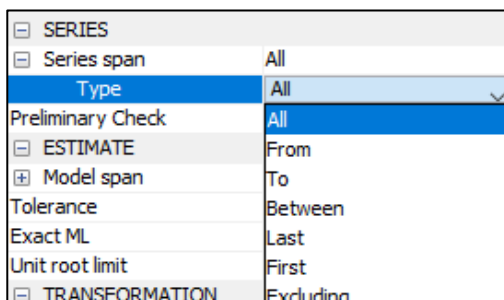 SERIES
Series span All
Type All
Preliminary Check All
ESTIMATE From
Model span To
Tolerance Between
Exact ML Last
Unit root limit First
TRANSFORMATION Excluding